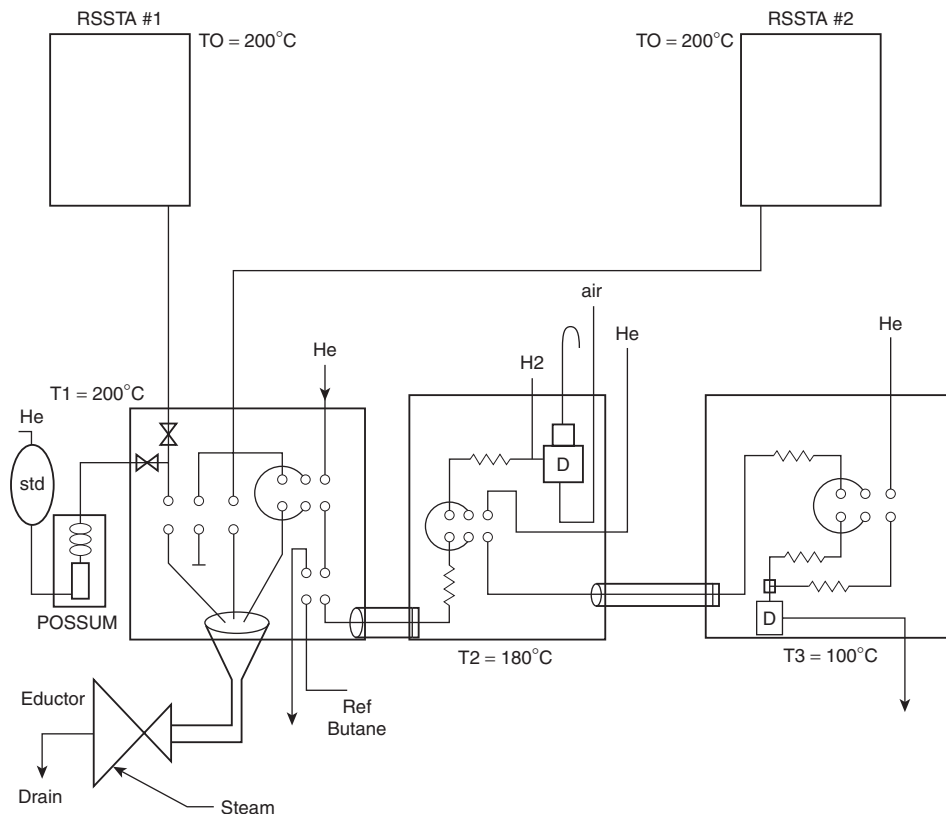 RSSTA #1
TO = 200°C
RSSTA #2
TO = 200°C
air
He
He
H2
He
T1 = 200°C
He
std
D
D
POSSUM
T2 = 180°C
T3 = 100°C
Eductor
Ref
Butane
Drain
Steam